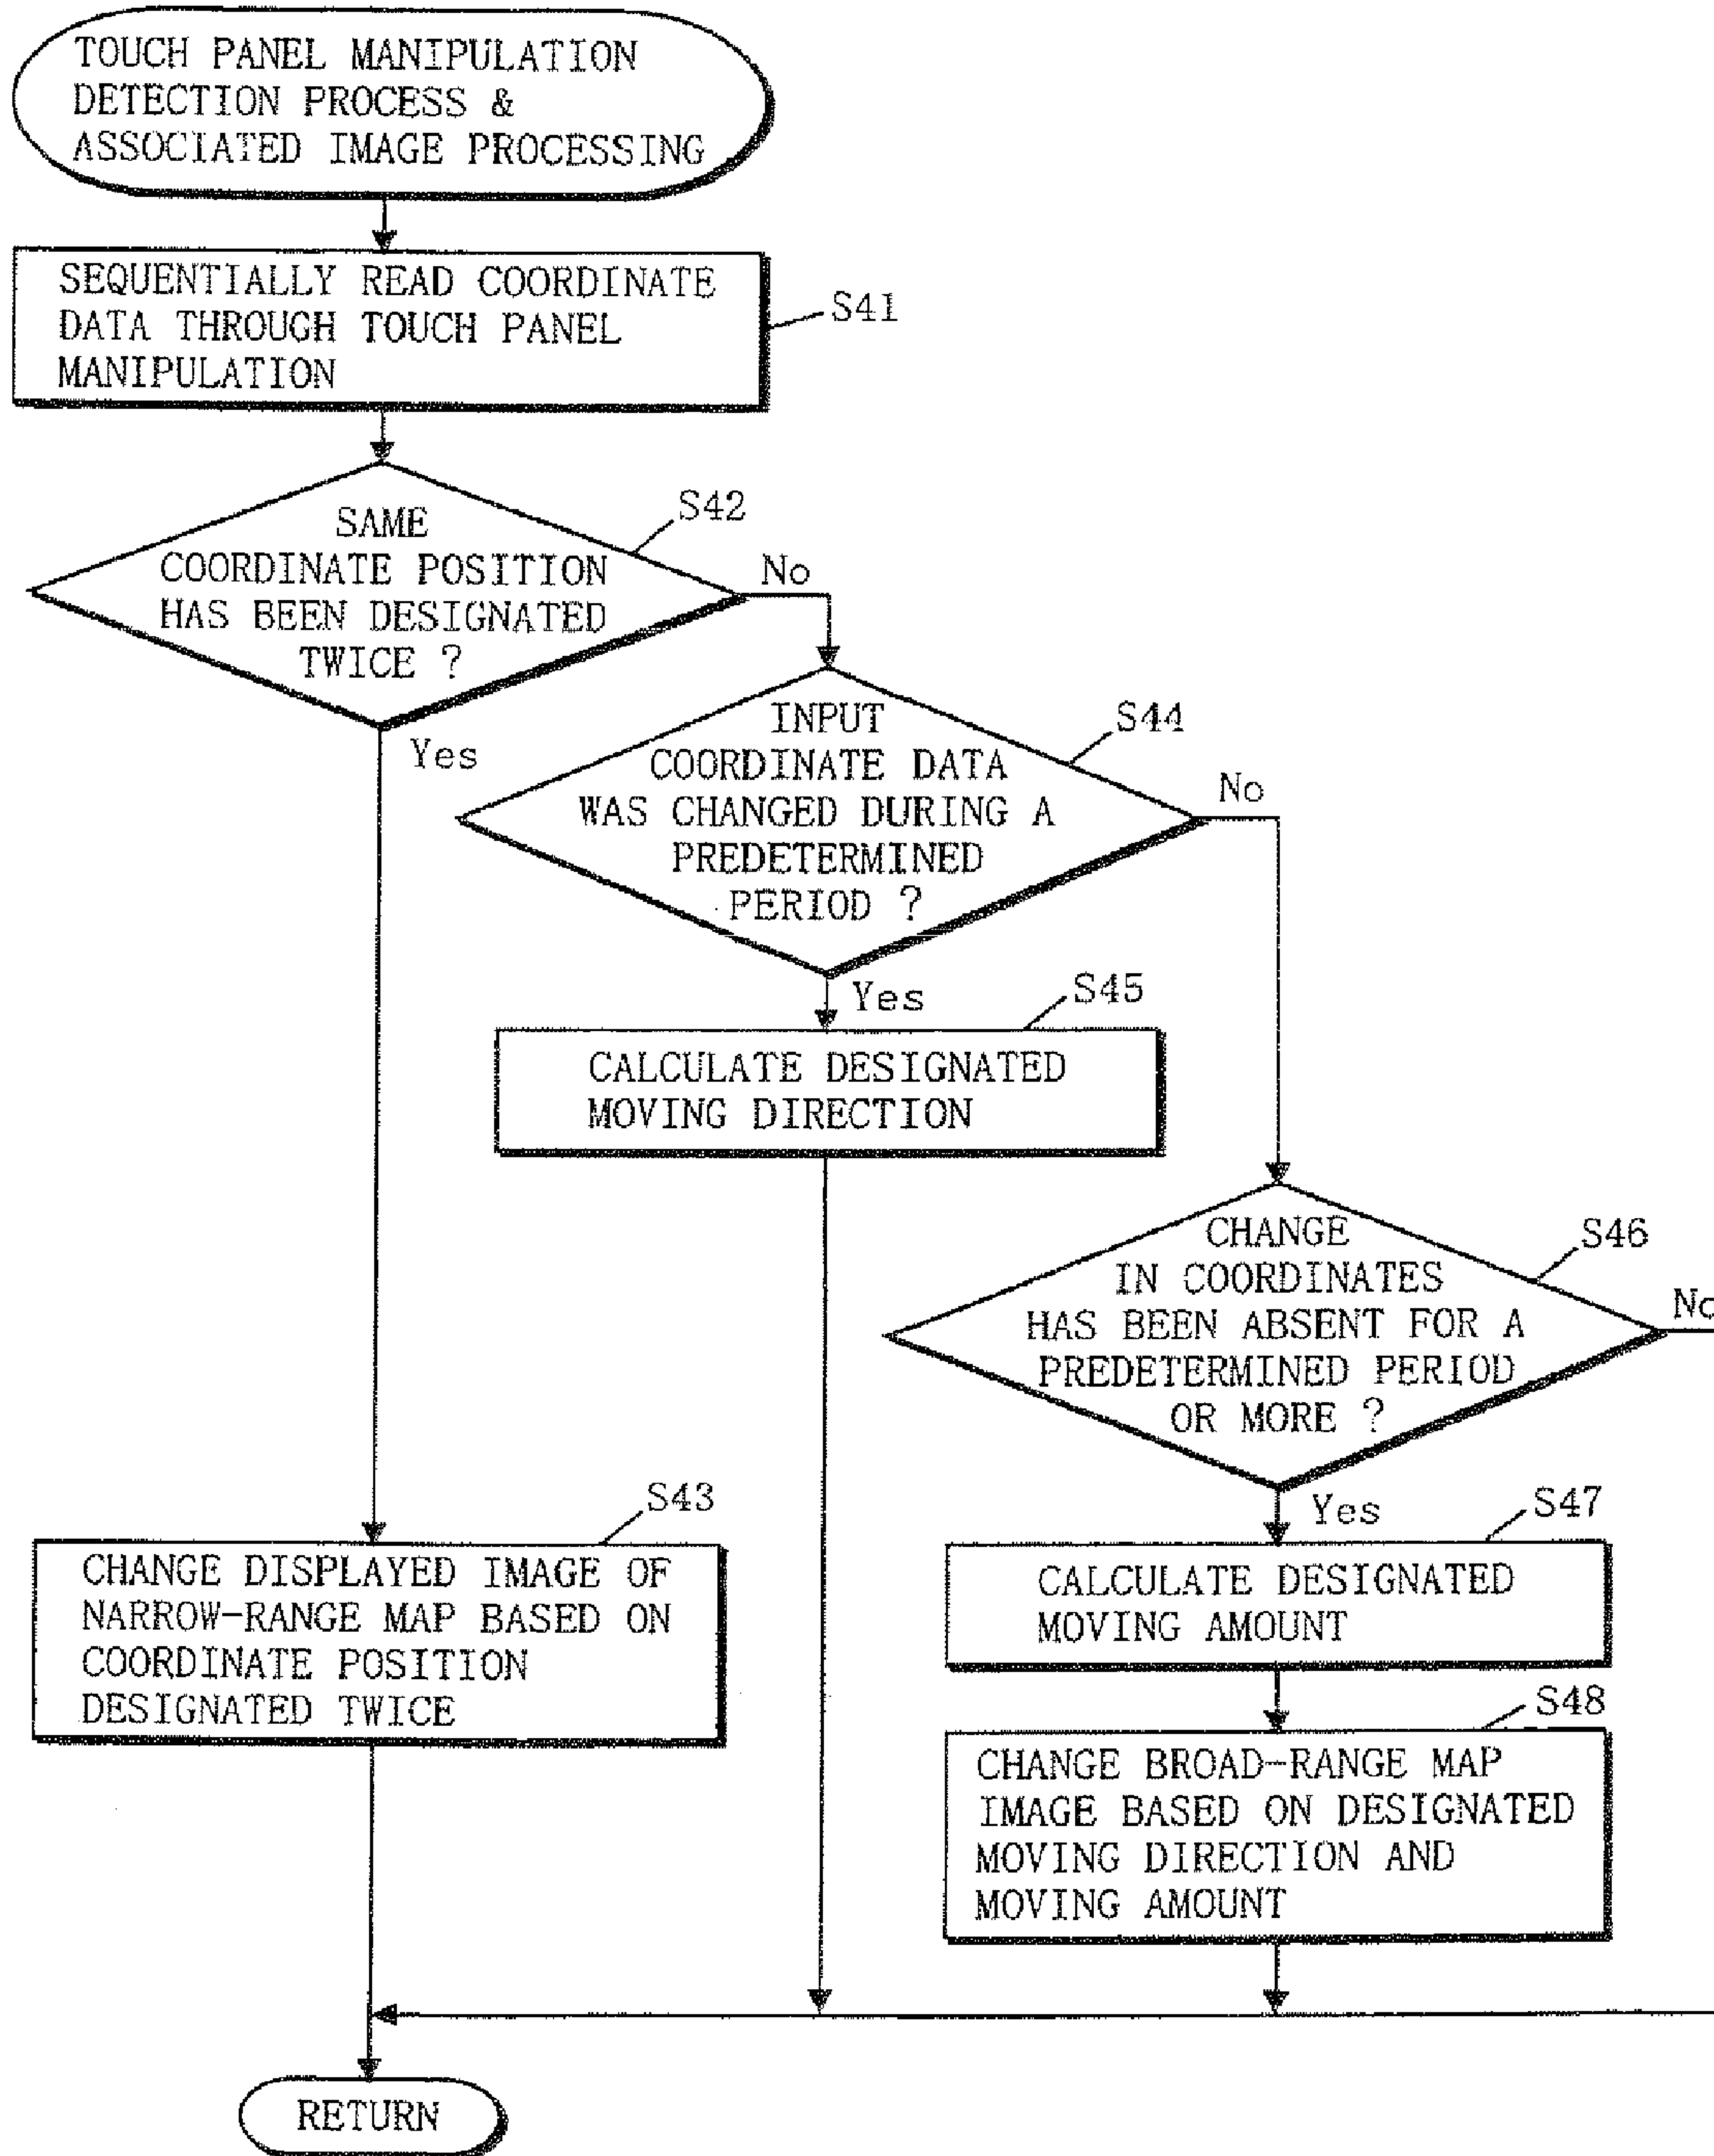 TOUCH PANEL MANIPULATION
DETECTION PROCESS &
ASSOCIATED IMAGE PROCESSING
SEQUENTIALLY READ COORDINATE
DATA THROUGH TOUCH PANEL
MANIPULATION
S41
SAME
COORDINATE POSITION
HAS BEEN DESIGNATED
TWICE ?
S42
No
Yes
INPUT
COORDINATE DATA
WAS CHANGED DURING A
PREDETERMINED
PERIOD ?
S44
No
Yes
S45
CALCULATE DESIGNATED
MOVING DIRECTION
CHANGE
IN COORDINATES
HAS BEEN ABSENT FOR A
PREDETERMINED PERIOD
OR MORE ?
S46
No
Yes
S43
CHANGE DISPLAYED IMAGE OF
NARROW-RANGE MAP BASED ON
COORDINATE POSITION
DESIGNATED TWICE
S47
CALCULATE DESIGNATED
MOVING AMOUNT
S48
CHANGE BROAD-RANGE MAP
IMAGE BASED ON DESIGNATED
MOVING DIRECTION AND
MOVING AMOUNT
RETURN